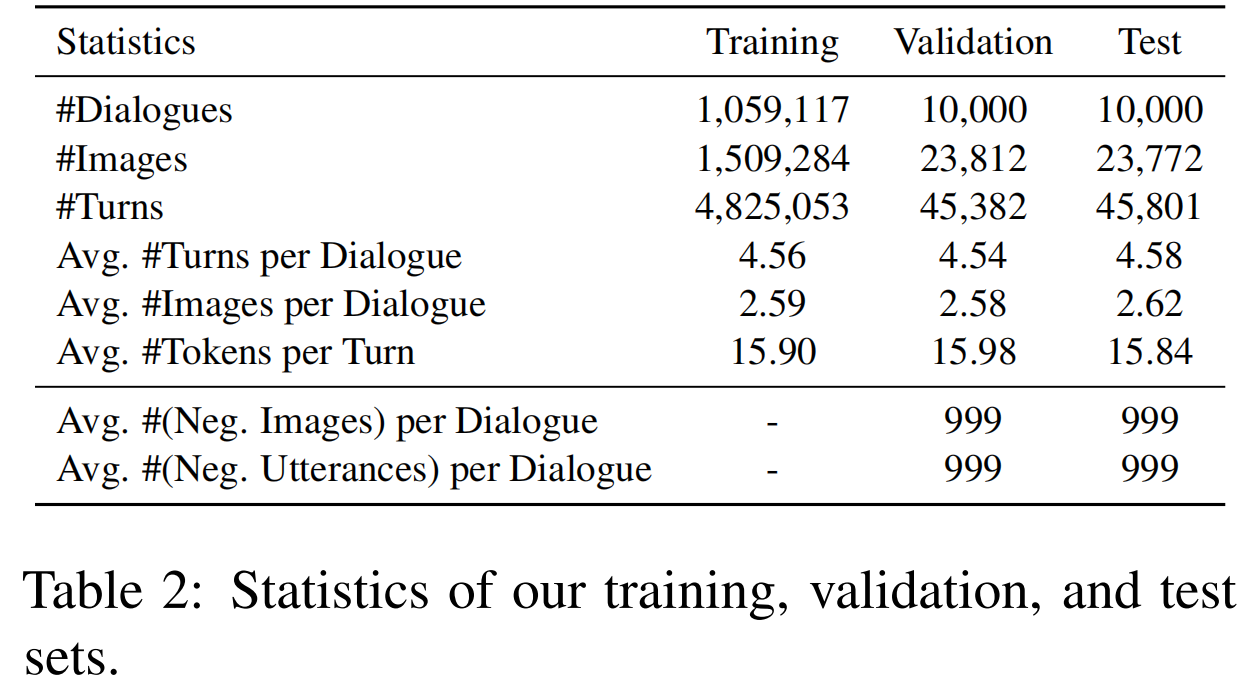 Statistics Training Validation Test
#Dialogues 1,059,117 10,000 10,000
#Images 1,509,284 23,812 23,772
#Turns 4,825,053 45,382 45,801
Avg. #Turns per Dialogue 4.56 4.54 4.58
Avg. #Images per Dialogue 2.59 2.58 2.62
Avg. #Tokens per Turn 15.90 15.98 15.84
Avg. #(Neg. Images) per Dialogue - 999 999
Avg. #(Neg. Utterances) per Dialogue - 999 999
Table 2: Statistics of our training, validation, and test
sets.